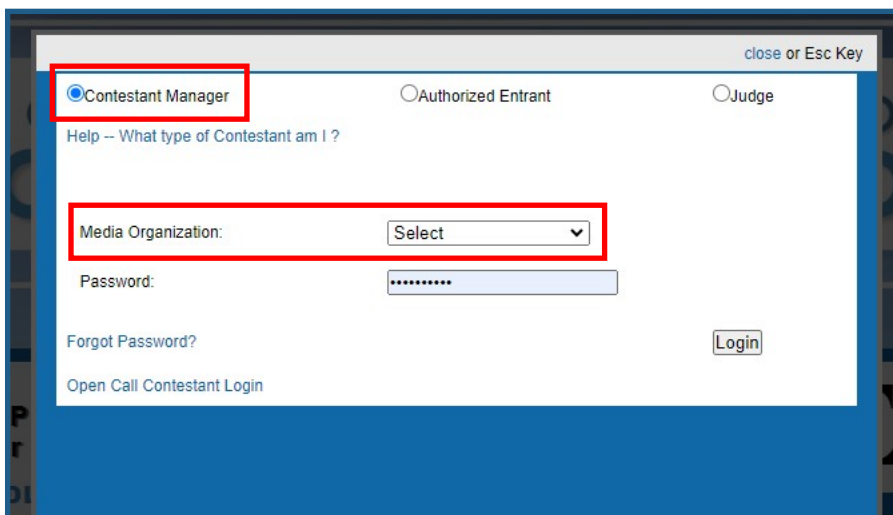 close or Esc Key
Contestant Manager Authorized Entrant Judge
Help -- What type of Contestant am I ?
Media Organization: Select
Password: ••••••••••
Forgot Password? Login
Open Call Contestant Login